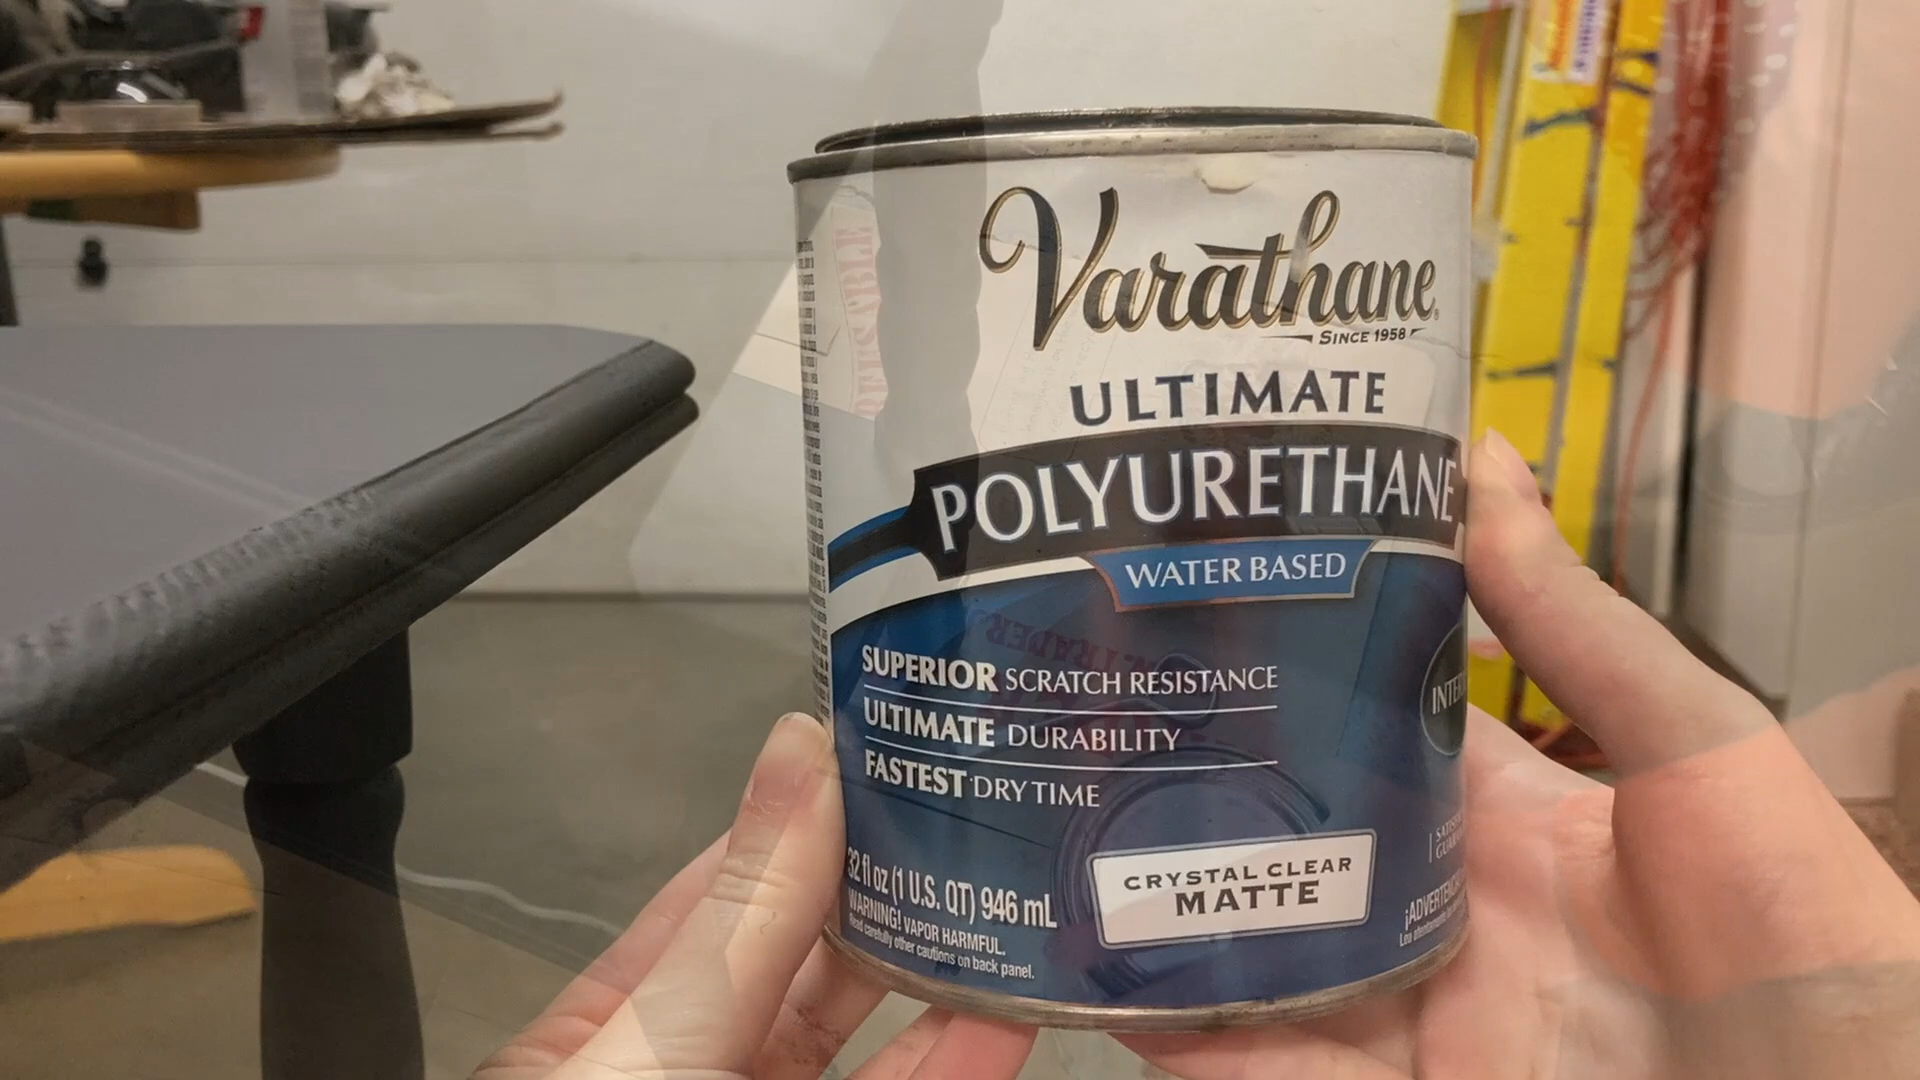 Varathane
SINCE 1958
ULTIMATE
POLYURETHANE
WATER BASED
SUPERIOR SCRATCH RESISTANCE
ULTIMATE DURABILITY
FASTEST DRY TIME
32 fl oz (1 U.S. QT) 946 mL
WARNING! VAPOR HARMFUL.
Read carefully other cautions on back panel.
CRYSTAL CLEAR
MATTE